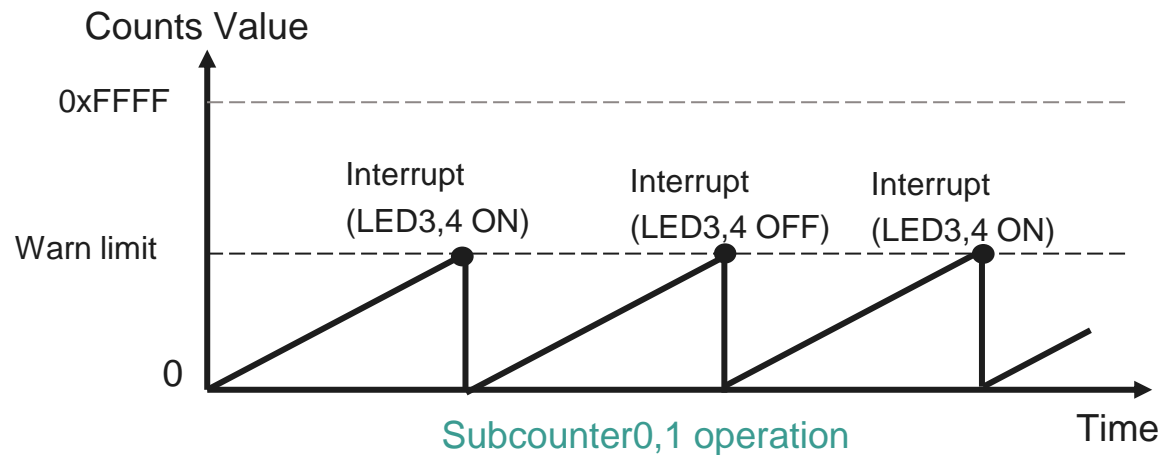 Counts Value
0xFFFF
Interrupt
(LED3,4 ON)
Interrupt
(LED3,4 OFF)
Interrupt
(LED3,4 ON)
Warn limit
0
Time
Subcounter0,1 operation